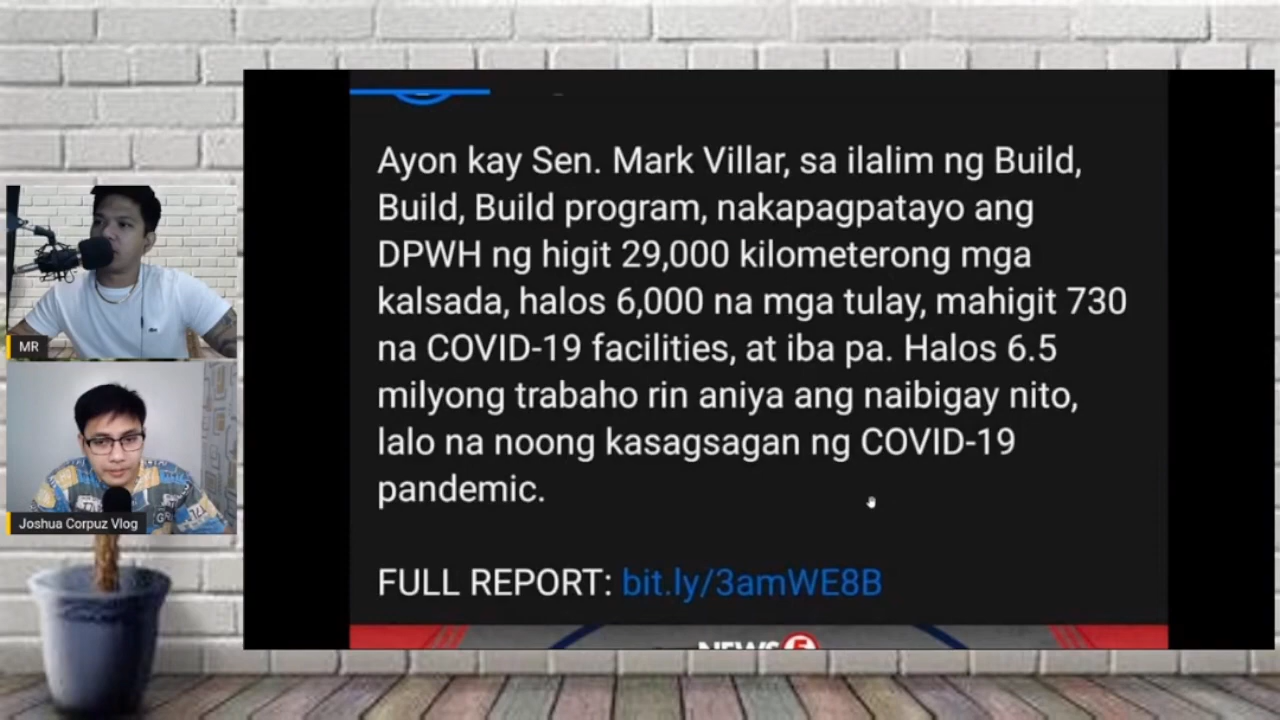 Ayon kay Sen. Mark Villar, sa ilalim ng Build,
Build, Build program, nakapagpatayo ang
DPWH ng higit 29,000 kilometerong mga
kalsada, halos 6,000 na mga tulay, mahigit 730
na COVID-19 facilities, at iba pa. Halos 6.5
milyong trabaho rin aniya ang naibigay nito,
lalo na noong kasagsagan ng COVID-19
pandemic.
FULL REPORT: bit.ly/3amWE8B
NEWS5
MR
Joshua Corpuz Vlog